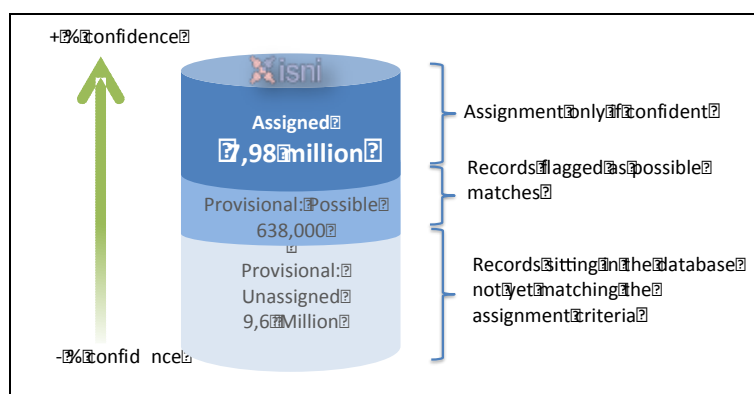 + % confidence
isni
Assigned
7,98 million
Provisional: Possible
638,000
Provisional:
Unassigned
9,6 Million
- % confid nce
Assignment only if confident
Records flagged as possible
matches
Records sitting in the database
not yet matching the
assignment criteria